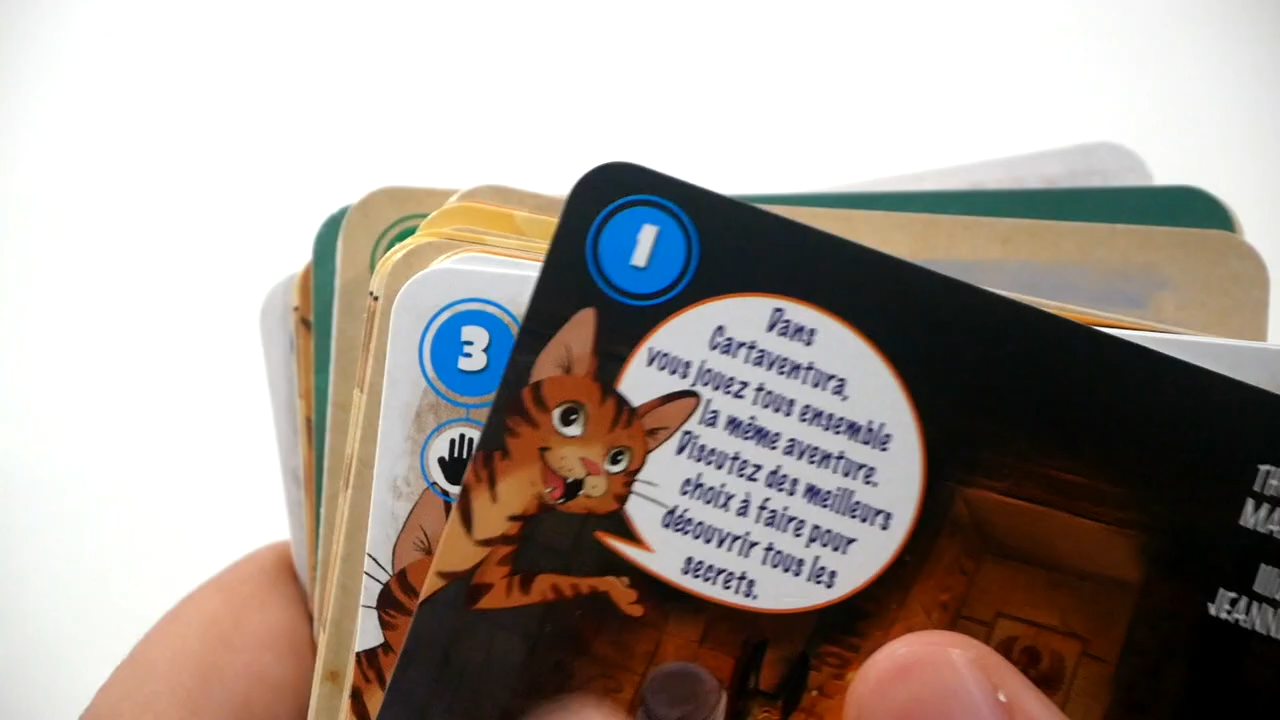 1
Dans
Cartaventura,
vous jouez tous ensemble
la même aventure.
Discutez des meilleurs
choix à faire pour
découvrir tous les
secrets.
3